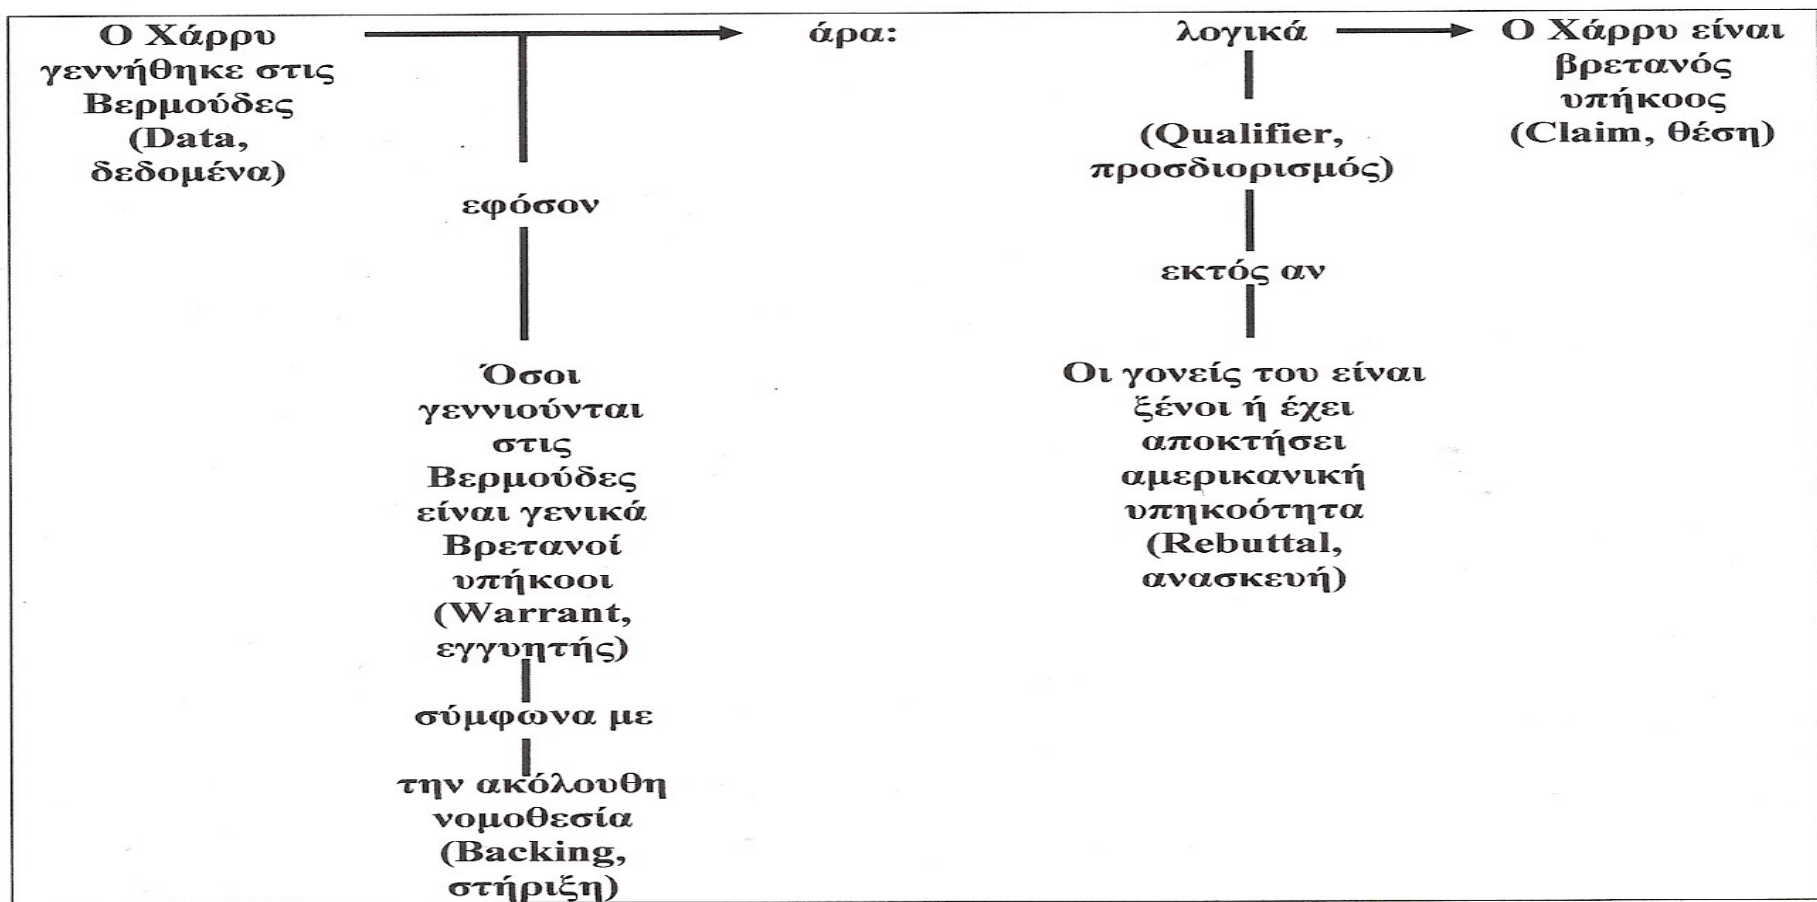 Ο Χάρρυ
γεννήθηκε στις
Βερμούδες
(Data,
δεδομένα)
άρα:
λογικά
(Qualifier,
προσδιορισμός)
Ο Χάρρυ είναι
βρετανός
υπήκοος
(Claim, θέση)
εφόσον
Όσοι
γεννιούνται
στις
Βερμούδες
είναι γενικά
Βρετανοί
υπήκοοι
(Warrant,
εγγυητής)
σύμφωνα με
την ακόλουθη
νομοθεσία
(Backing,
στήριξη)
εκτός αν
Οι γονείς του είναι
ξένοι ή έχει
αποκτήσει
αμερικανική
υπηκοότητα
(Rebuttal,
ανασκευή)